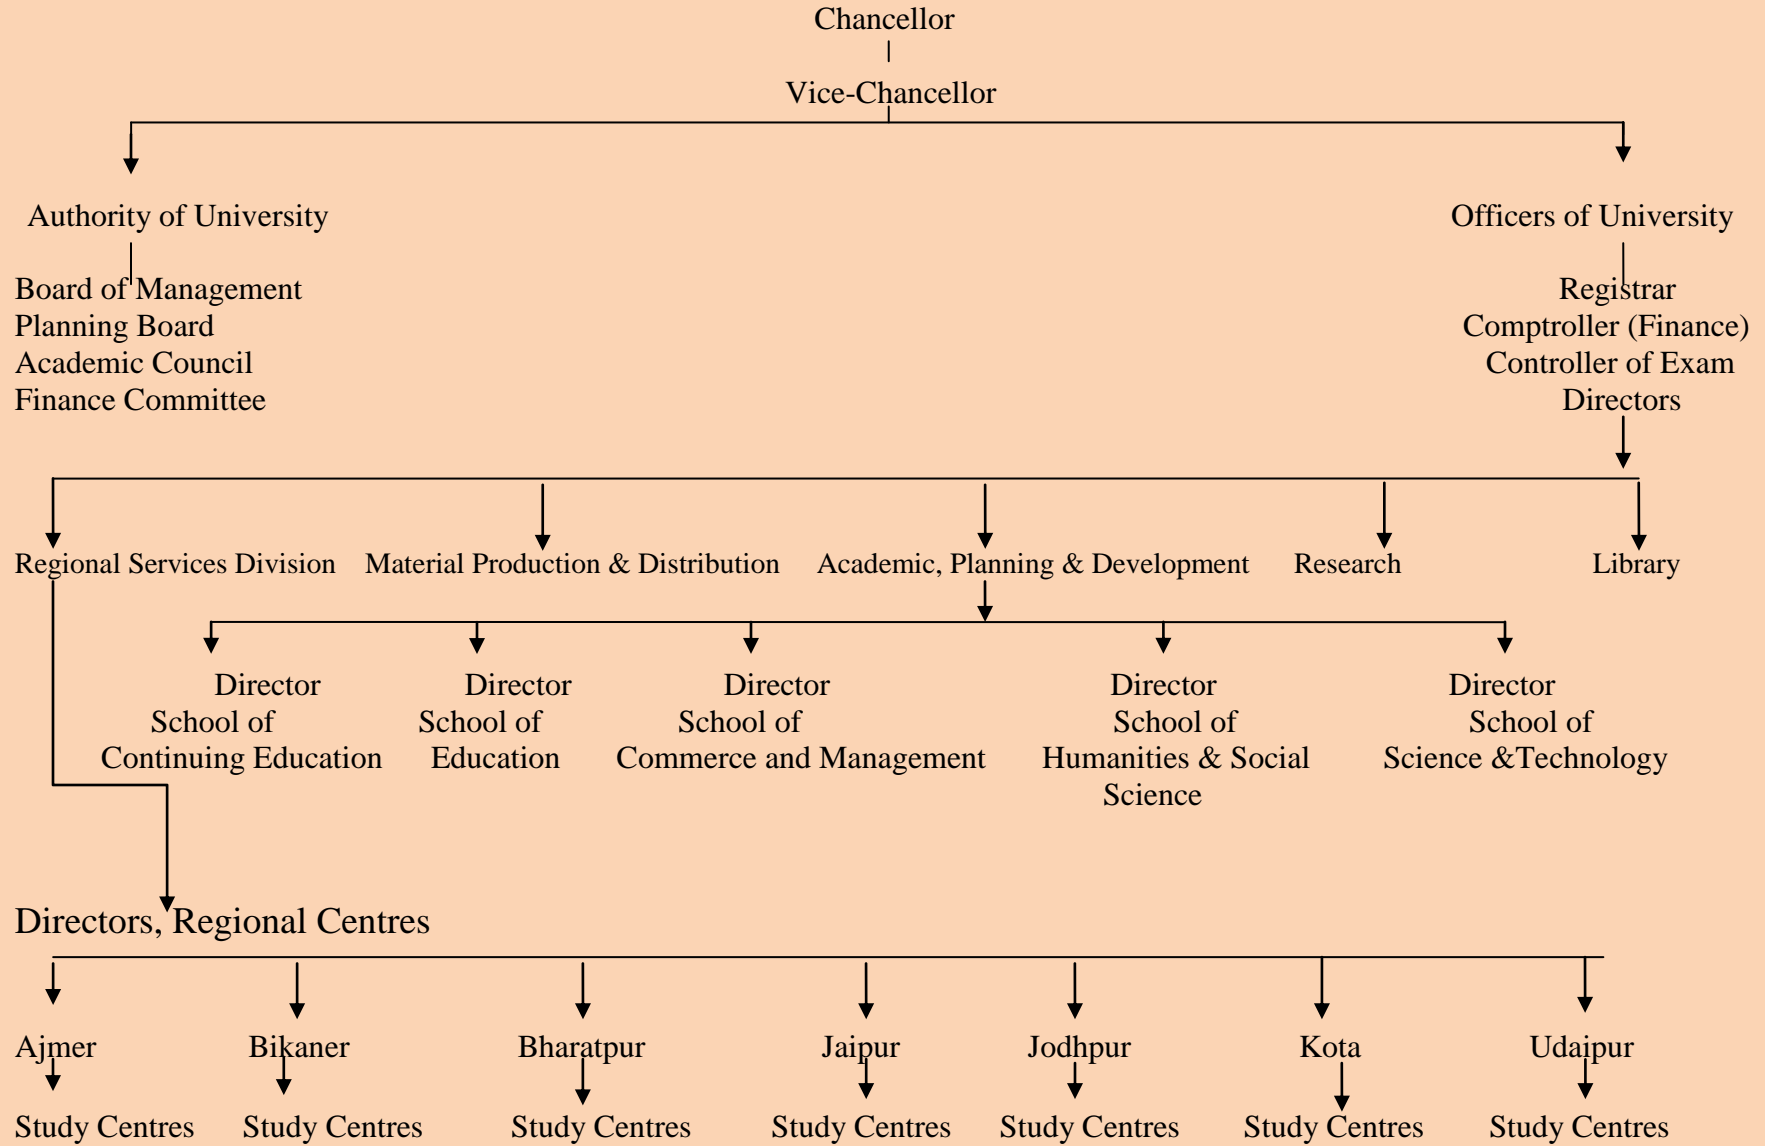 Chancellor
Vice-Chancellor
Authority of University Officers of University
Board of Management Registrar
Planning Board Comptroller (Finance)
Academic Council Controller of Exam
Finance Committee Directors
Regional Services Division Material Production & Distribution Academic, Planning & Development Research Library
Director Director Director Director Director
School of School of School of School of School of
Continuing Education Education Commerce and Management Humanities & Social Science &Technology
Science
Directors, Regional Centres
Ajmer Bikaner Bharatpur Jaipur Jodhpur Kota Udaipur
Study Centres Study Centres Study Centres Study Centres Study Centres Study Centres Study Centres